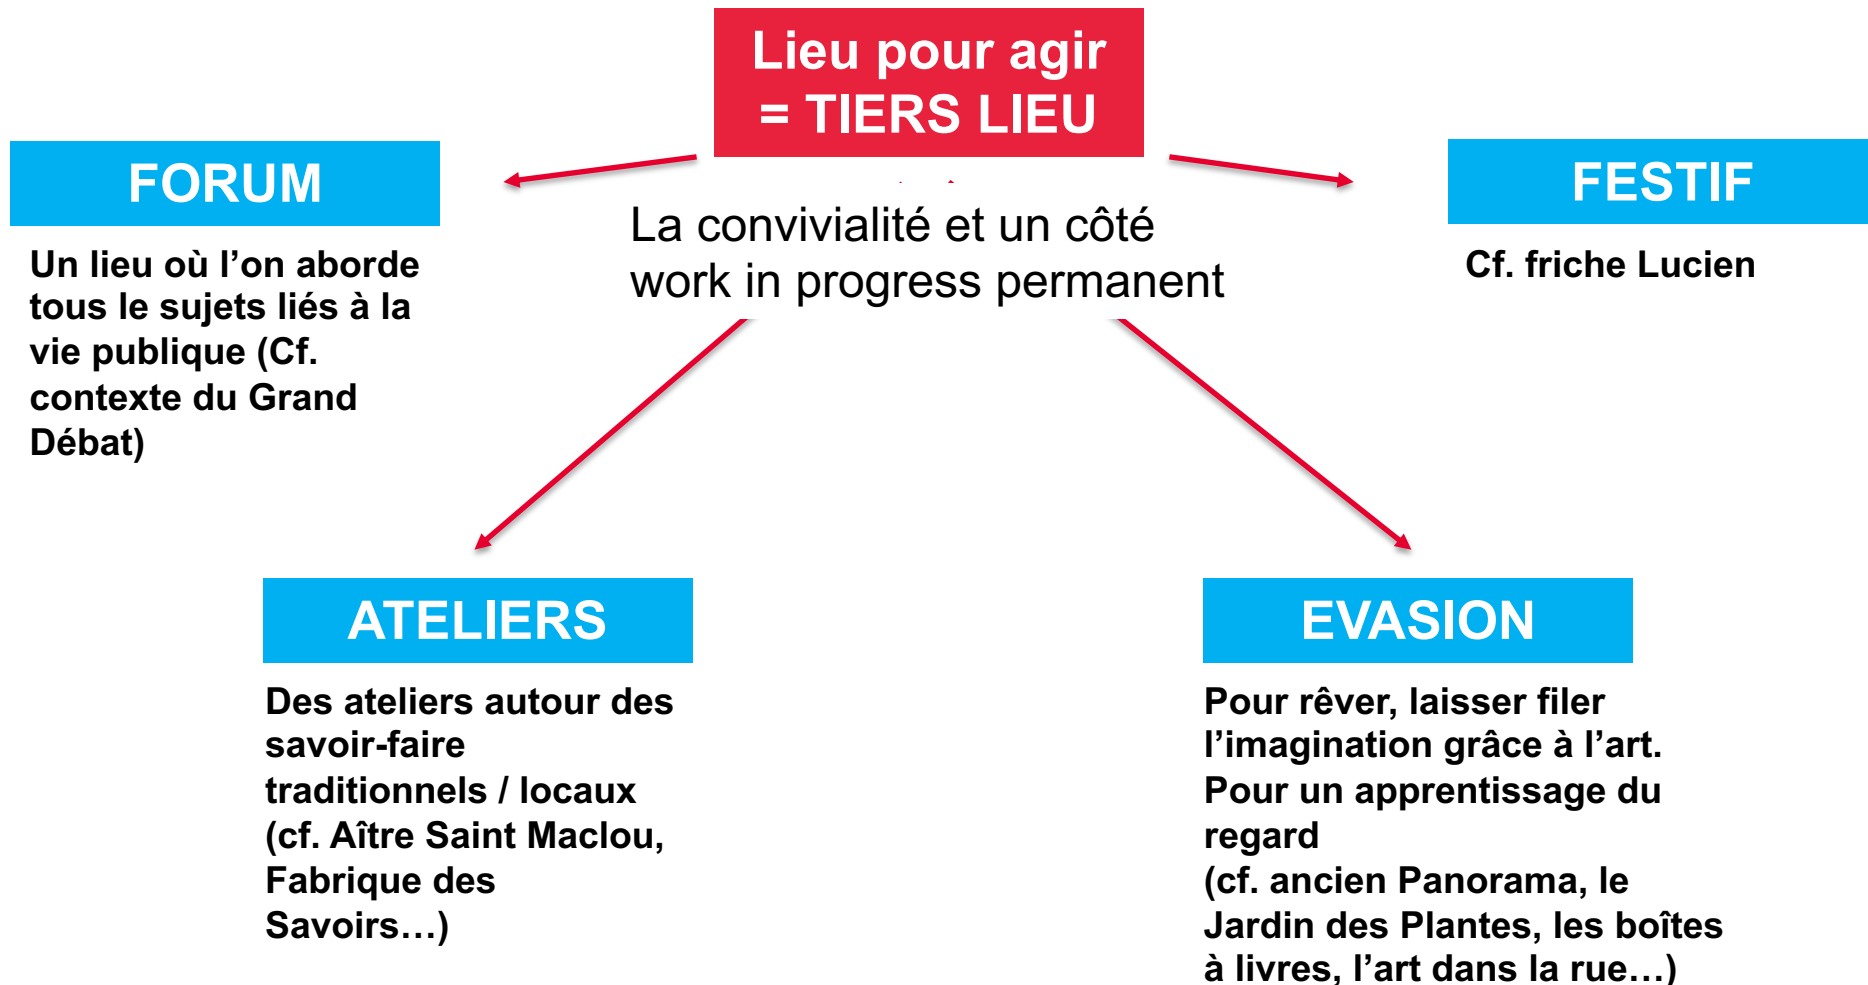 Lieu pour agir
= TIERS LIEU
FORUM
Un lieu où l’on aborde
tous le sujets liés à la
vie publique (Cf.
contexte du Grand
Débat)
La convivialité et un côté
work in progress permanent
FESTIF
Cf. friche Lucien
ATELIERS
Des ateliers autour des
savoir-faire
traditionnels / locaux
(cf. Aître Saint Maclou,
Fabrique des
Savoirs…)
EVASION
Pour rêver, laisser filer
l’imagination grâce à l’art.
Pour un apprentissage du
regard
(cf. ancien Panorama, le
Jardin des Plantes, les boîtes
à livres, l’art dans la rue…)